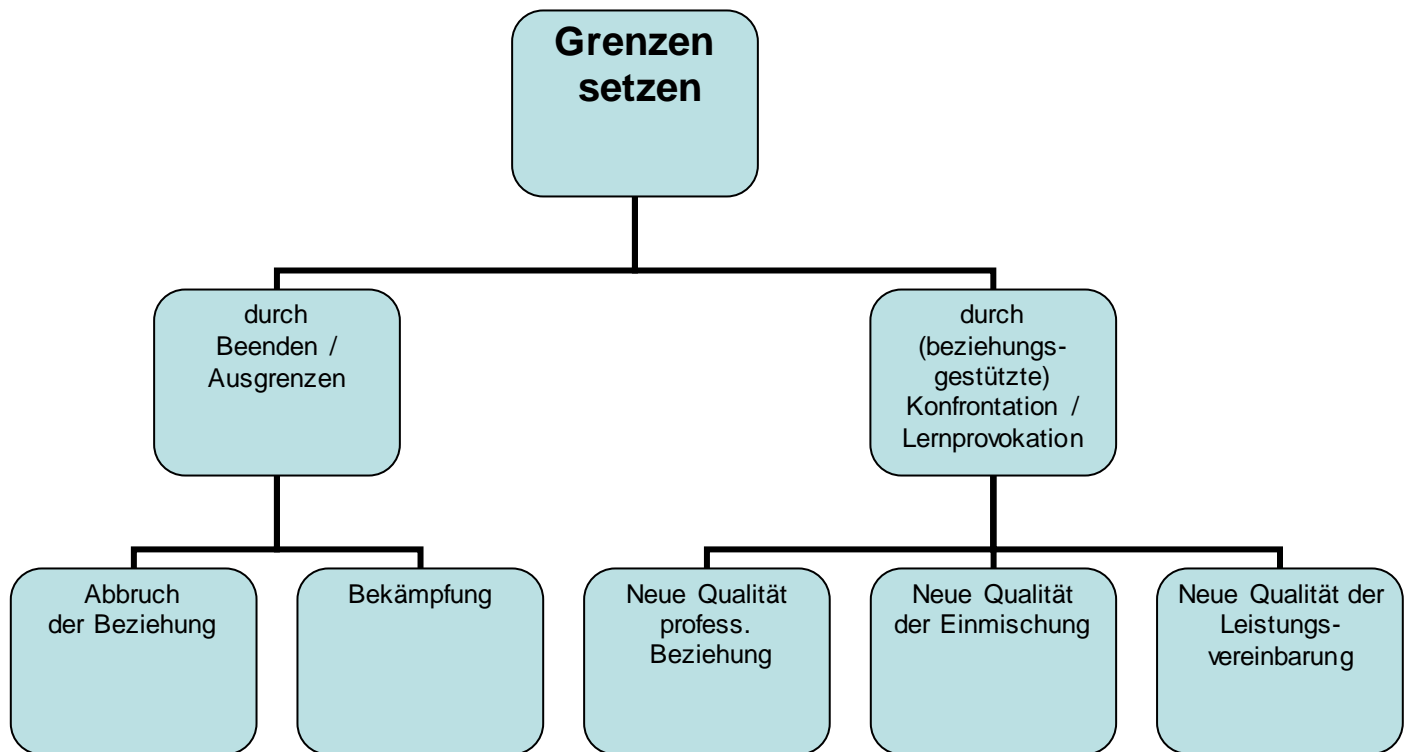 Grenzen
setzen
durch
Beenden /
Ausgrenzen
durch
(beziehungs-
gestützte)
Konfrontation /
Lernprovokation
Abbruch
der Beziehung
Bekämpfung
Neue Qualität
profess.
Beziehung
Neue Qualität
der Einmischung
Neue Qualität der
Leistungs-
vereinbarung